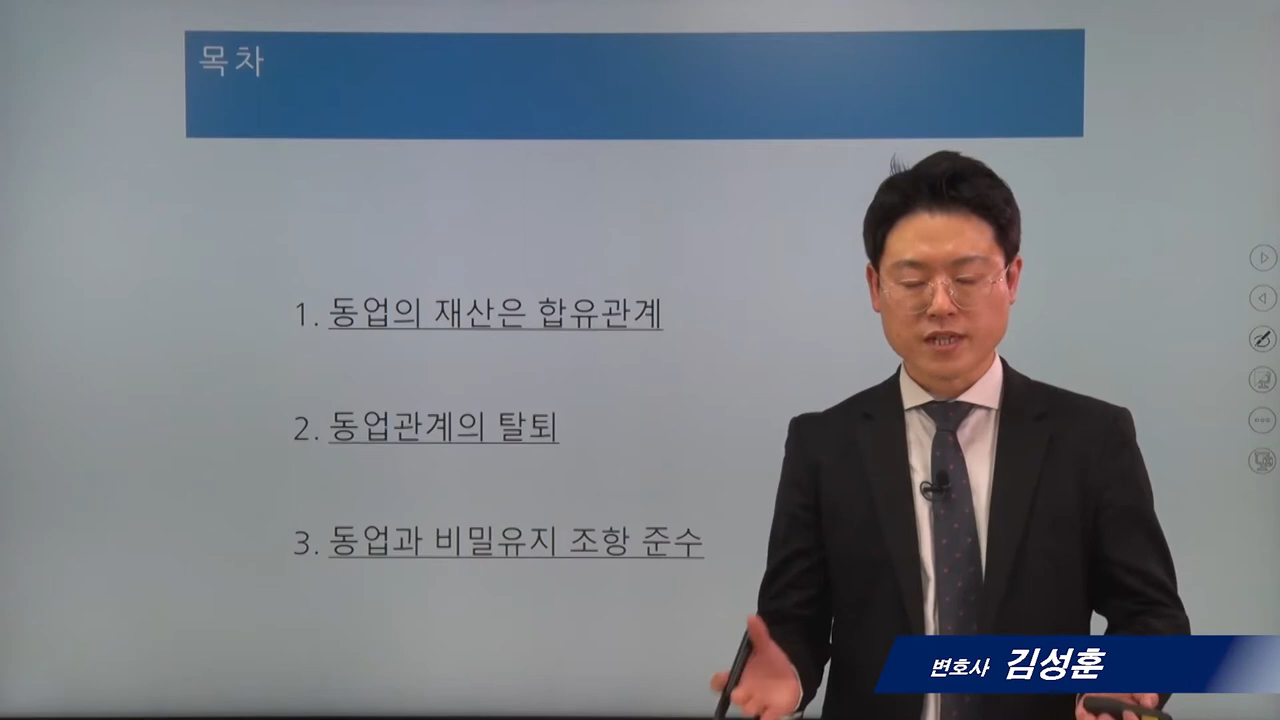 목차
1. 동업의 재산은 합유관계
2. 동업관계의 탈퇴
3. 동업과 비밀유지 조항 준수
변호사 김성훈